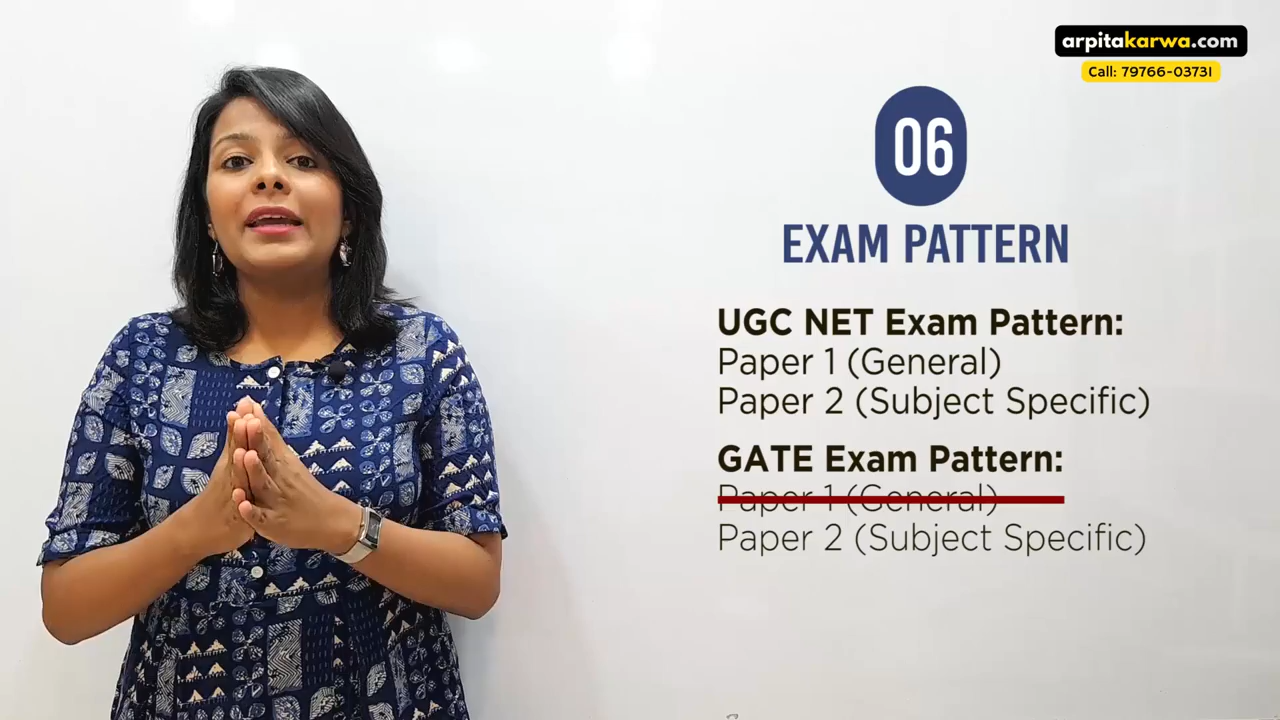 arpitakarwa.com
Call: 79766-03731
06
EXAM PATTERN
UGC NET Exam Pattern:
Paper 1 (General)
Paper 2 (Subject Specific)
GATE Exam Pattern:
Paper 1 (General)
Paper 2 (Subject Specific)